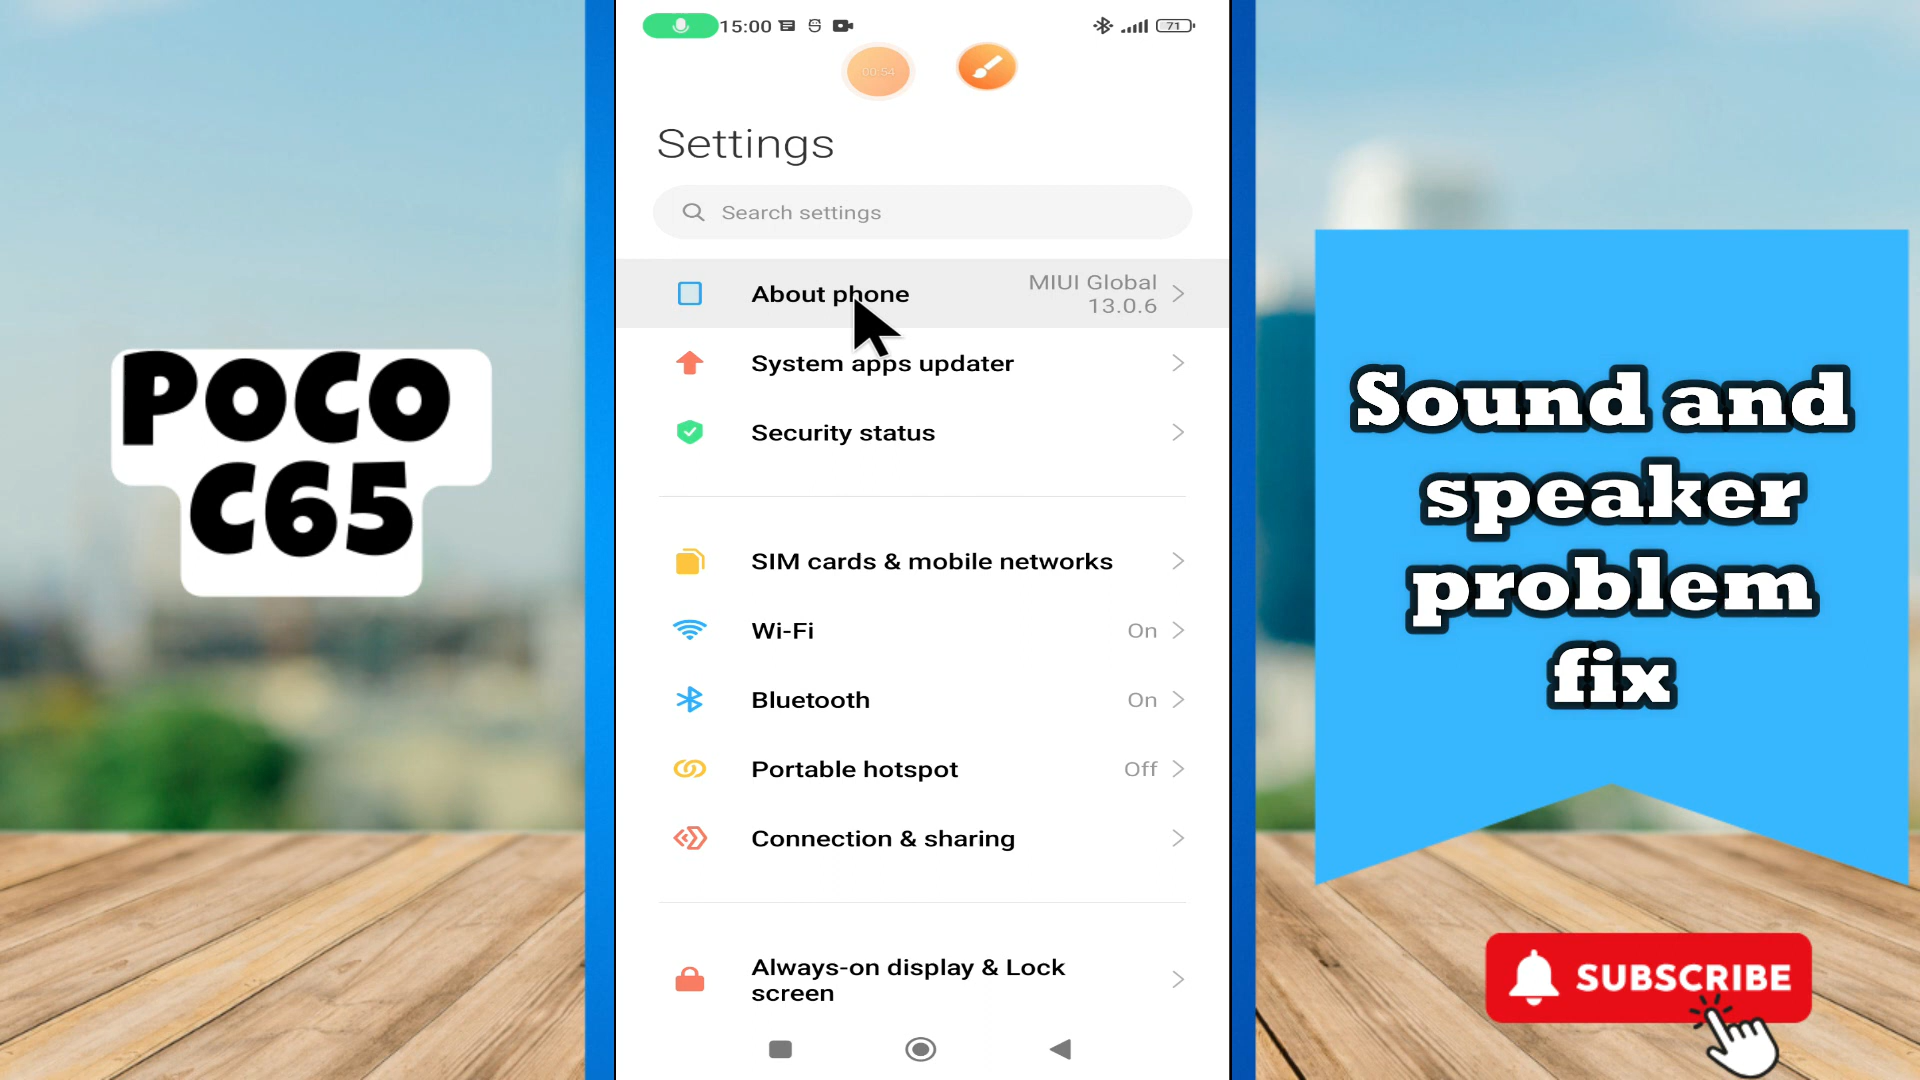 POCO
C65
15:00
71
00:54
Settings
Search settings
About phone
MIUI Global
13.0.6
System apps updater
Security status
SIM cards & mobile networks
Wi-Fi
On
Bluetooth
On
Portable hotspot
Off
Connection & sharing
Always-on display & Lock
screen
Sound and
speaker
problem
fix
SUBSCRIBE